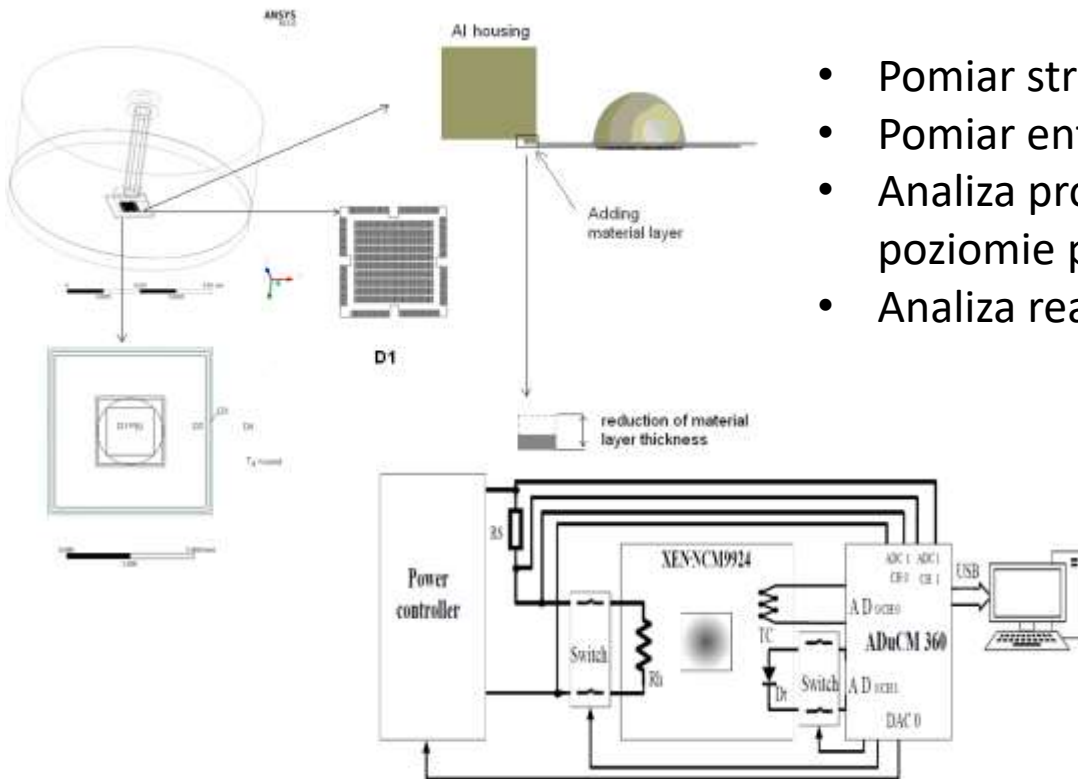 ANSYS
Al housing
Adding
material layer
D1
reduction of material
layer thickness
• Pomiar str
• Pomiar ent
• Analiza pro
poziomie p
• Analiza rea
Power
controller
RS
Switch
Rh
XEN-NCM9924
TC
Dt
Switch
ADC 1 ADC1
CH 0 CH 1
A D 0CH0
ADuCM 360
A D 0CH1
DAC 0
USB